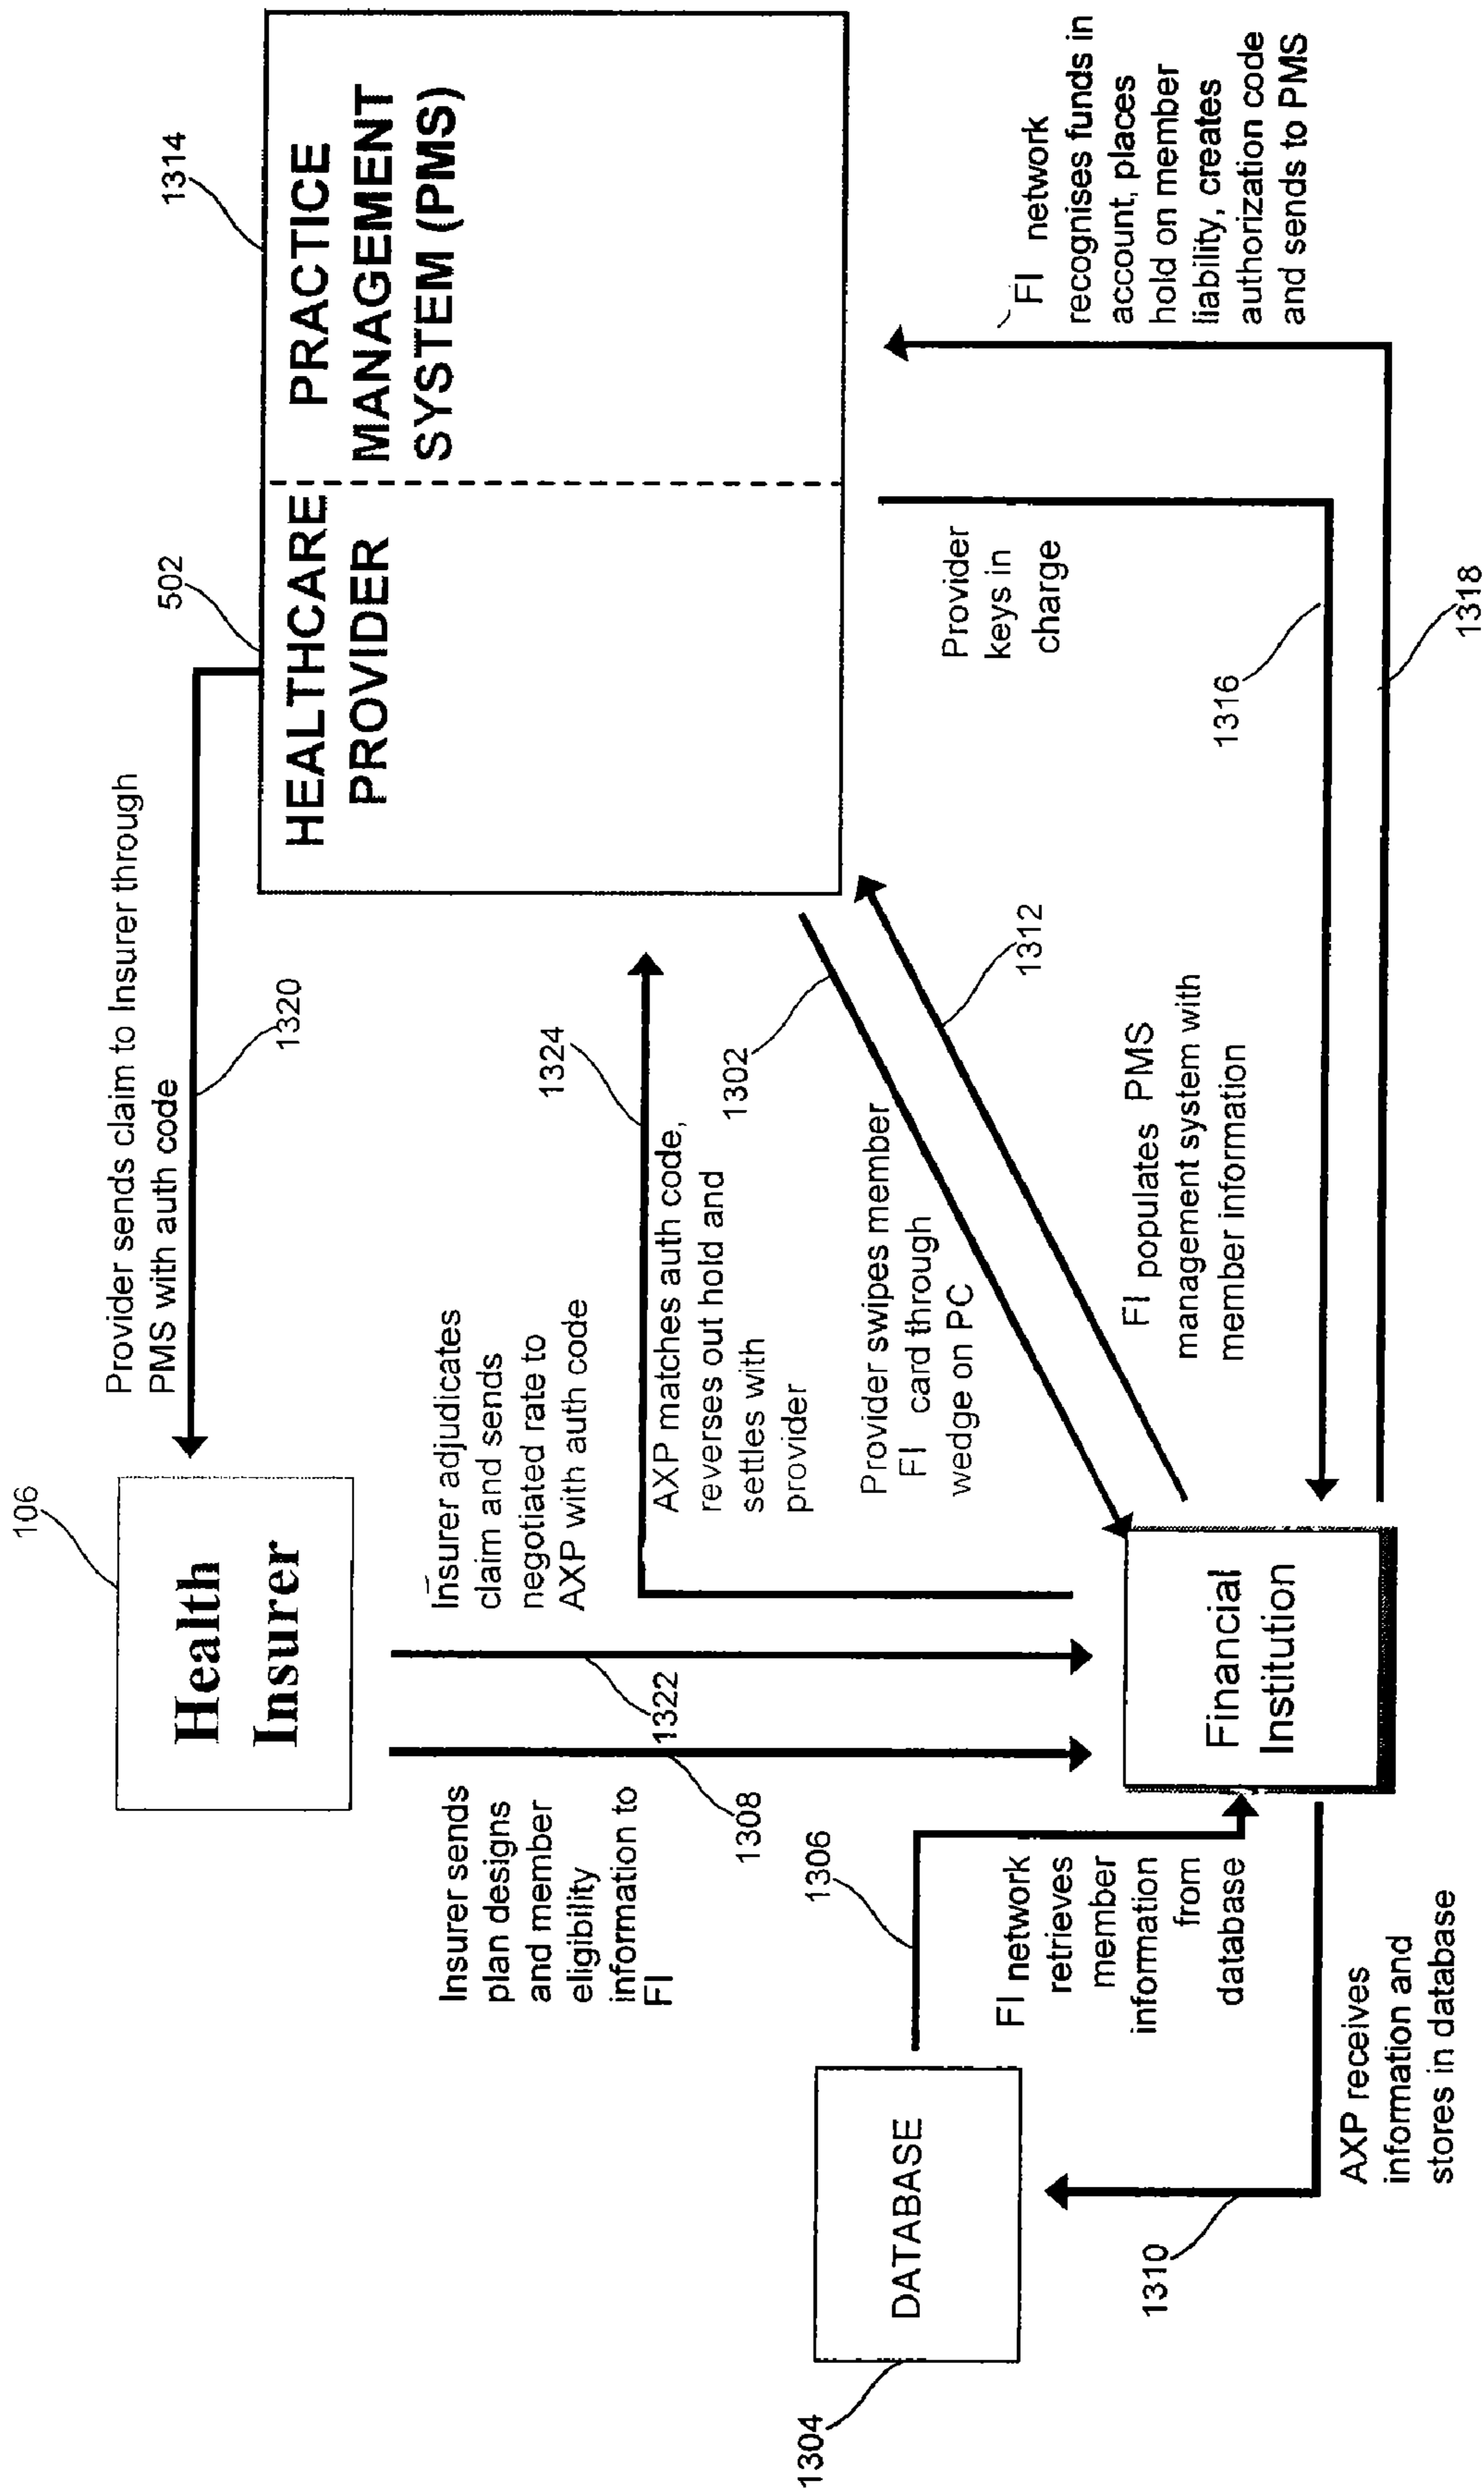 106
Health
Insurer
Provider sends claim to Insurer through
PMS with auth code
1320
502
1314
HEALTHCARE
PROVIDER
PRACTICE
MANAGEMENT
SYSTEM (PMS)
Insurer sends
plan designs
and member
eligibility
information to
FI
1308
1322
Insurer adjudicates
claim and sends
negotiated rate to
AXP with auth code
1324
AXP matches auth code,
reverses out hold and
settles with
provider
1302
Provider swipes member
FI card through
wedge on PC
1312
FI populates PMS
management system with
member information
Provider
keys in
charge
1316
FI network
recognises funds in
account, places
hold on member
liability, creates
authorization code
and sends to PMS
1318
1304
DATABASE
1306
FI network
retrieves
member
information
from
database
1310
AXP receives
information and
stores in database
Financial
Institution